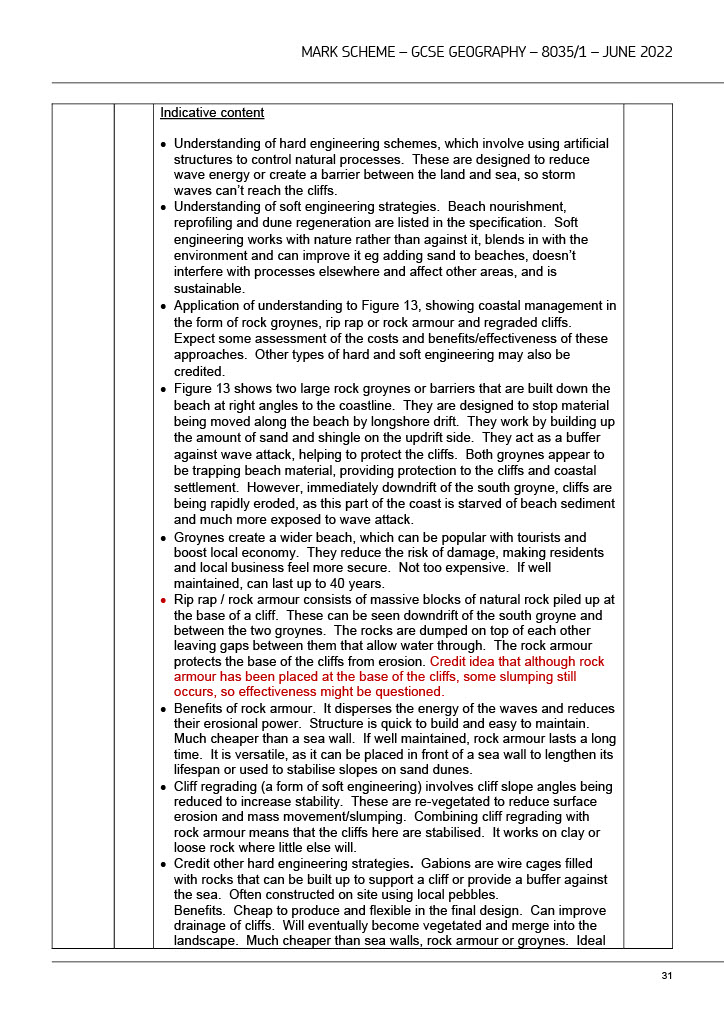 MARK SCHEME – GCSE GEOGRAPHY – 8035/1 – JUNE 2022
Indicative content
• Understanding of hard engineering schemes, which involve using artificial
structures to control natural processes. These are designed to reduce
wave energy or create a barrier between the land and sea, so storm
waves can't reach the cliffs.
• Understanding of soft engineering strategies. Beach nourishment,
reprofiling and dune regeneration are listed in the specification. Soft
engineering works with nature rather than against it, blends in with the
environment and can improve it eg adding sand to beaches, doesn't
interfere with processes elsewhere and affect other areas, and is
sustainable.
• Application of understanding to Figure 13, showing coastal management in
the form of rock groynes, rip rap or rock armour and regraded cliffs.
Expect some assessment of the costs and benefits/effectiveness of these
approaches. Other types of hard and soft engineering may also be
credited.
• Figure 13 shows two large rock groynes or barriers that are built down the
beach at right angles to the coastline. They are designed to stop material
being moved along the beach by longshore drift. They work by building up
the amount of sand and shingle on the updrift side. They act as a buffer
against wave attack, helping to protect the cliffs. Both groynes appear to
be trapping beach material, providing protection to the cliffs and coastal
settlement. However, immediately downdrift of the south groyne, cliffs are
being rapidly eroded, as this part of the coast is starved of beach sediment
and much more exposed to wave attack.
• Groynes create a wider beach, which can be popular with tourists and
boost local economy. They reduce the risk of damage, making residents
and local business feel more secure. Not too expensive. If well
maintained, can last up to 40 years.
• Rip rap / rock armour consists of massive blocks of natural rock piled up at
the base of a cliff. These can be seen downdrift of the south groyne and
between the two groynes. The rocks are dumped on top of each other
leaving gaps between them that allow water through. The rock armour
protects the base of the cliffs from erosion. Credit idea that although rock
armour has been placed at the base of the cliffs, some slumping still
occurs, so effectiveness might be questioned.
• Benefits of rock armour. It disperses the energy of the waves and reduces
their erosional power. Structure is quick to build and easy to maintain.
Much cheaper than a sea wall. If well maintained, rock armour lasts a long
time. It is versatile, as it can be placed in front of a sea wall to lengthen its
lifespan or used to stabilise slopes on sand dunes.
• Cliff regrading (a form of soft engineering) involves cliff slope angles being
reduced to increase stability. These are re-vegetated to reduce surface
erosion and mass movement/slumping. Combining cliff regrading with
rock armour means that the cliffs here are stabilised. It works on clay or
loose rock where little else will.
• Credit other hard engineering strategies. Gabions are wire cages filled
with rocks that can be built up to support a cliff or provide a buffer against
the sea. Often constructed on site using local pebbles.
Benefits. Cheap to produce and flexible in the final design. Can improve
drainage of cliffs. Will eventually become vegetated and merge into the
landscape. Much cheaper than sea walls, rock armour or groynes. Ideal
31